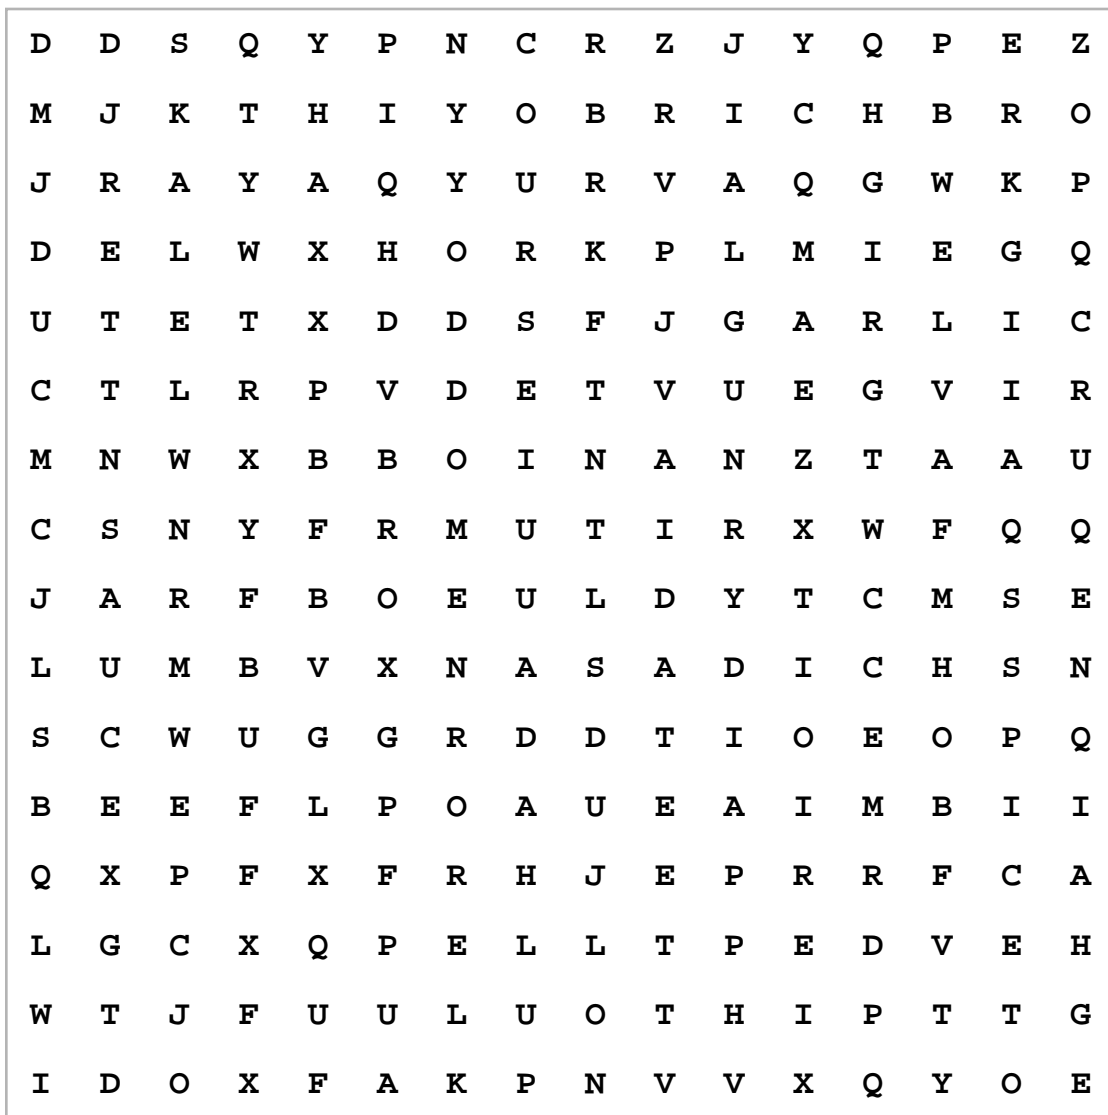 D D S Q Y P N C R Z J Y Q P E Z
M J K T H I Y O B R I C H B R O
J R A Y A Q Y U R V A Q G W K P
D E L W X H O R K P L M I E G Q
U T E T X D D S F J G A R L I C
C T L R P V D E T V U E G V I R
M N W X B B O I N A N Z T A A U
C S N Y F R M U T I R X W F Q Q
J A R F B O E U L D Y T C M S E
L U M B V X N A S A D I C H S N
S C W U G G R D D T I O E O P Q
B E E F L P O A U E A I M B I I
Q X P F X F R H J E P R R F C A
L G C X Q P E L L T P E D V E H
W T J F U U L U O T H I P T T G
I D O X F A K P N V V X Q Y O E